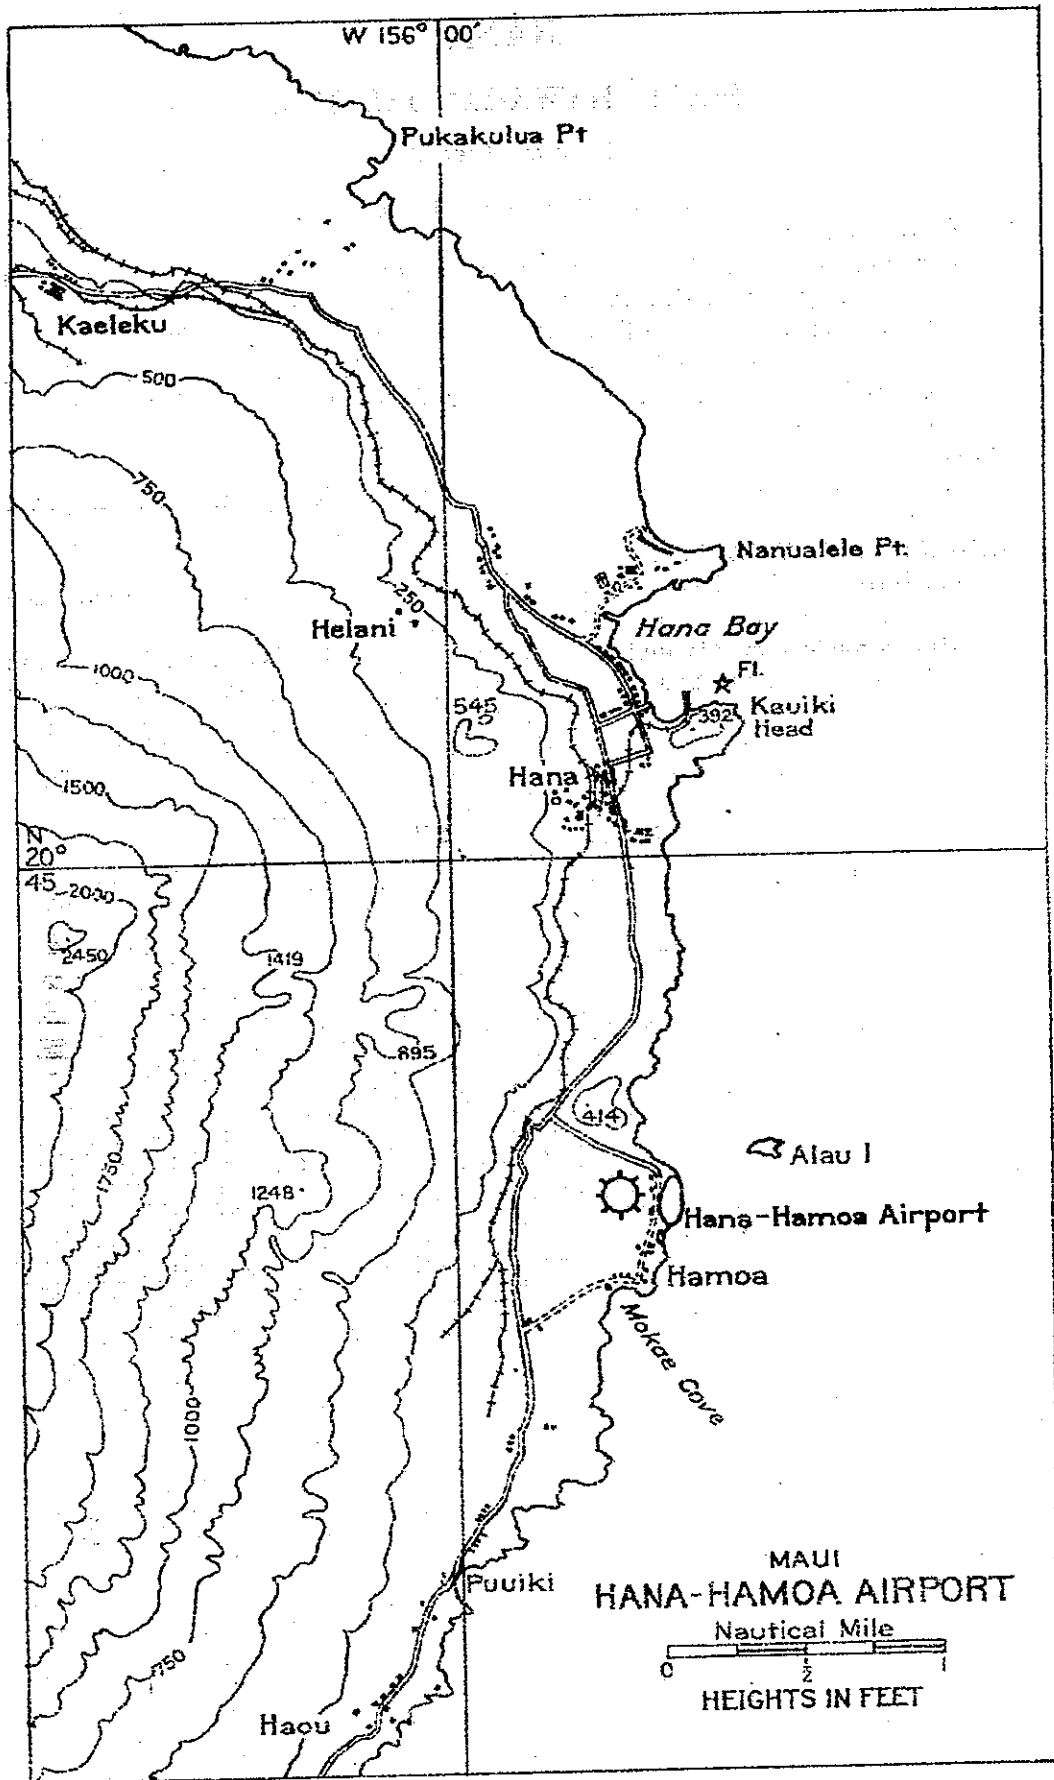 W 156° 00'
Pukakulua Pt
Kaeleku
500
750
Nanualele Pt.
250
Helani
Hana Bay
Fl.
1000
545
392
Kauiki
Head
Hana
1500
N
20°
45
2000
2450
1419
895
414
Alau I
1750
1248
Hana-Hamoa Airport
Hamoa
Mokae Cove
1000
MAUI
HANA-HAMOA AIRPORT
Puuiki
Nautical Mile
0 ½ 1
750
HEIGHTS IN FEET
Haou